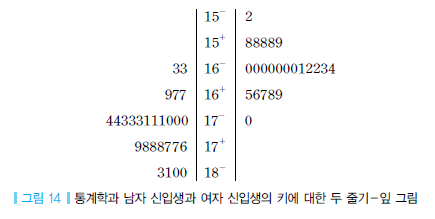 15⁻ 2
15⁺ 88889
33 16⁻ 000000012234
977 16⁺ 56789
44333111000 17⁻ 0
9888776 17⁺
3100 18⁻
‖ 그림 14 ‖ 통계학과 남자 신입생과 여자 신입생의 키에 대한 두 줄기-잎 그림